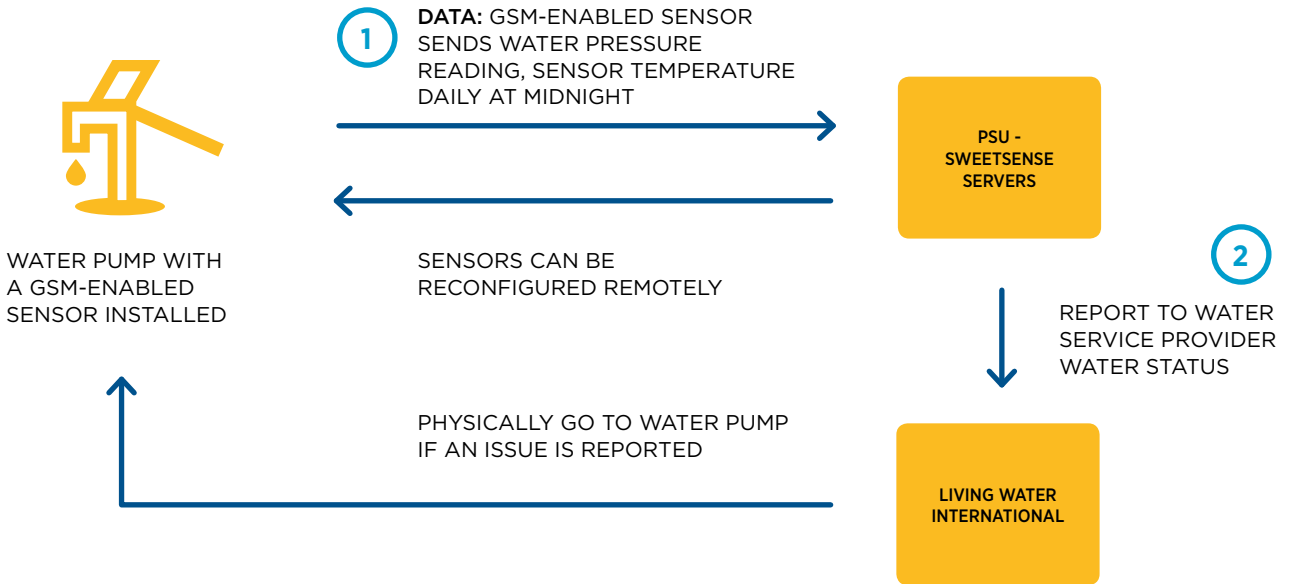 1
DATA: GSM-ENABLED SENSOR
SENDS WATER PRESSURE
READING, SENSOR TEMPERATURE
DAILY AT MIDNIGHT
PSU -
SWEETSENSE
SERVERS
WATER PUMP WITH
A GSM-ENABLED
SENSOR INSTALLED
SENSORS CAN BE
RECONFIGURED REMOTELY
2
REPORT TO WATER
SERVICE PROVIDER
WATER STATUS
PHYSICALLY GO TO WATER PUMP
IF AN ISSUE IS REPORTED
LIVING WATER
INTERNATIONAL